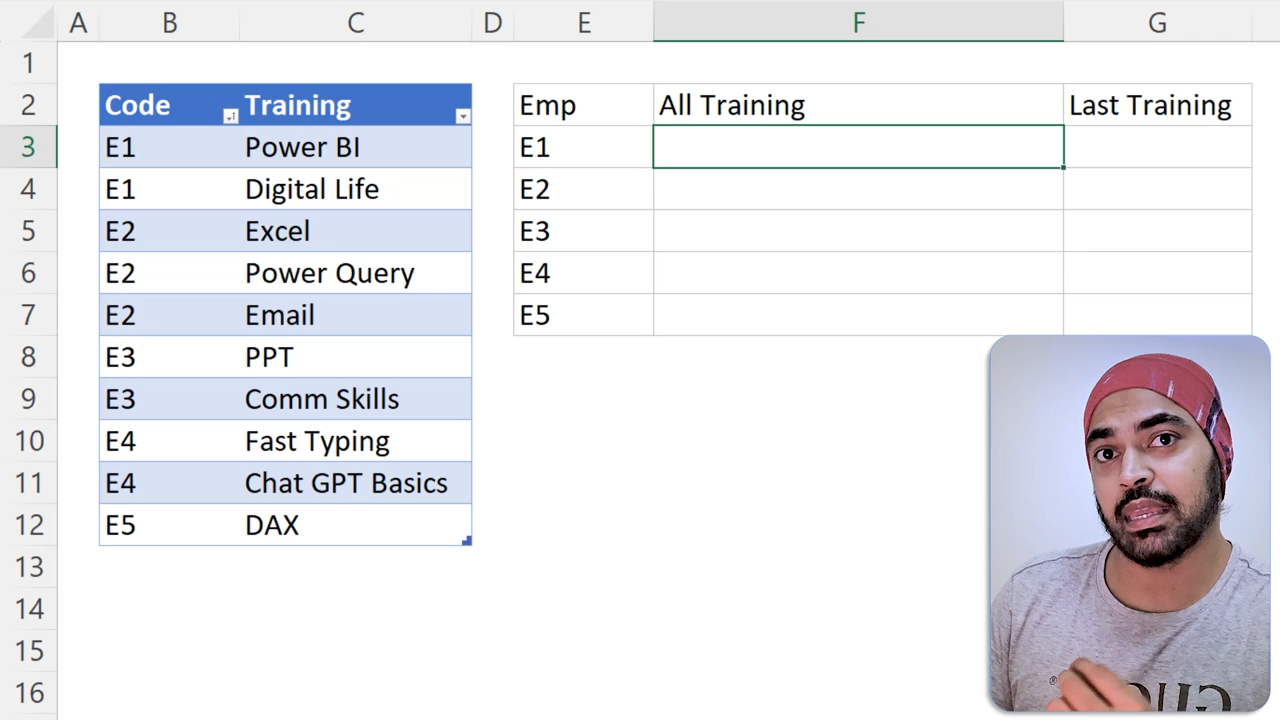 A B C D E F G
1
2 Code Training Emp All Training Last Training
3 E1 Power BI E1
4 E1 Digital Life E2
5 E2 Excel E3
6 E2 Power Query E4
7 E2 Email E5
8 E3 PPT
9 E3 Comm Skills
10 E4 Fast Typing
11 E4 Chat GPT Basics
12 E5 DAX
13
14
15
16